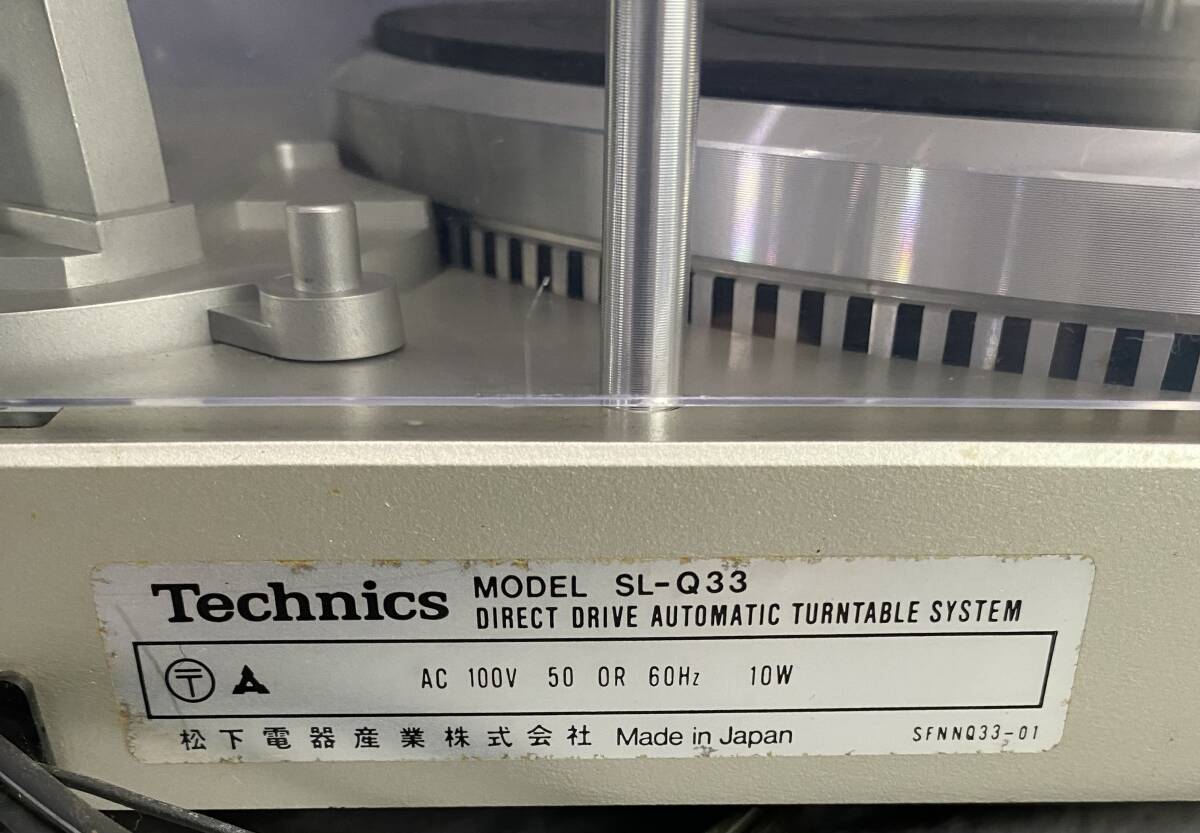 Technics MODEL SL-Q33
DIRECT DRIVE AUTOMATIC TURNTABLE SYSTEM
〒 AC 100V 50 OR 60Hz 10W
松下電器産業株式会社 Made in Japan SFNNQ33-01